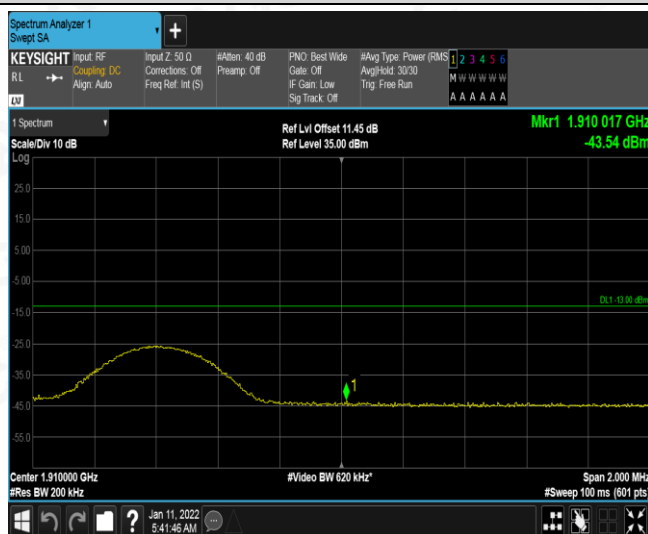 Spectrum Analyzer 1
Swept SA
+
KEYSIGHT
RL
LXI
Input: RF
Coupling: DC
Align: Auto
Input Z: 50 Ω
Corrections: Off
Freq Ref: Int (S)
#Atten: 40 dB
Preamp: Off
PNO: Best Wide
Gate: Off
IF Gain: Low
Sig Track: Off
#Avg Type: Power (RMS
Avg|Hold: 30/30
Trig: Free Run
1 2 3 4 5 6
M W W W W W
A A A A A A
1 Spectrum
Scale/Div 10 dB
Ref Lvl Offset 11.45 dB
Ref Level 35.00 dBm
Mkr1 1.910 017 GHz
-43.54 dBm
Log
25.0
15.0
5.00
-5.00
DL1 -13.00 dBm
-15.0
-25.0
-35.0
1
-45.0
-55.0
Center 1.910000 GHz
#Video BW 620 kHz*
Span 2.000 MHz
#Res BW 200 kHz
#Sweep 100 ms (601 pts)
?
Jan 11, 2022
5:41:46 AM